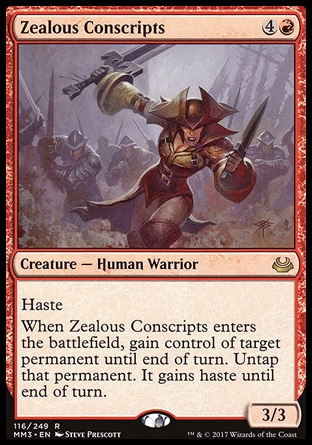 Zealous Conscripts 4
Creature — Human Warrior
Haste
When Zealous Conscripts enters
the battlefield, gain control of target
permanent until end of turn. Untap
that permanent. It gains haste until
end of turn.
3/3
116/249 R
MM3 • EN Steve Prescott
™ & © 2017 Wizards of the Coast